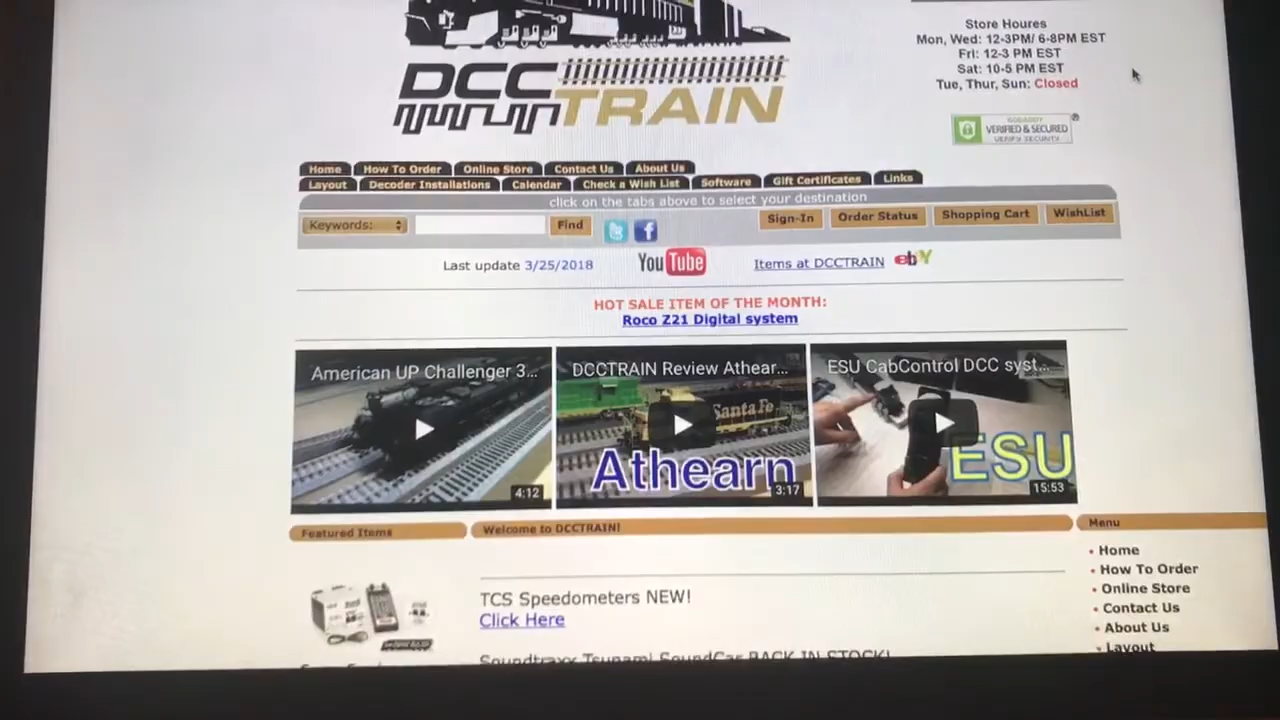 Store Houres
Mon, Wed: 12-3PM/ 6-8PM EST
Fri: 12-3 PM EST
Sat: 10-5 PM EST
Tue, Thur, Sun: Closed
DCC TRAIN
GODADDY
VERIFIED & SECURED
VERIFY SECURITY
Home How To Order Online Store Contact Us About Us
Layout Decoder Installations Calendar Check a Wish List Software Gift Certificates Links
click on the tabs above to select your destination
Keywords: Find Sign-In Order Status Shopping Cart WishList
Last update 3/25/2018 YouTube Items at DCCTRAIN ebY
HOT SALE ITEM OF THE MONTH:
Roco Z21 Digital system
American UP Challenger 3... DCCTRAIN Review Athear... ESU CabControl DCC syst...
Santa Fe
Athearn ESU
4:12 3:17 15:53
Featured Items Welcome to DCCTRAIN! Menu
Home
How To Order
Online Store
Contact Us
About Us
Layout
TCS Speedometers NEW!
Click Here
Soundtraxx Tsunami SoundCar BACK IN STOCK!